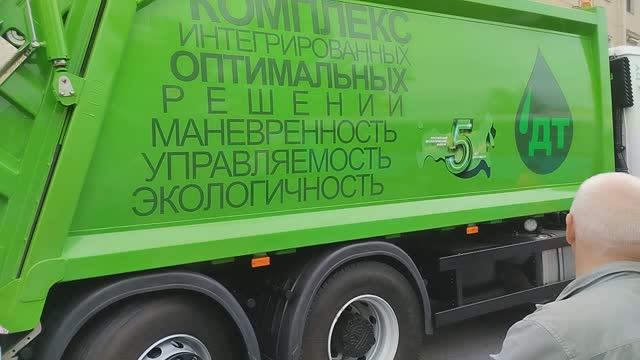 КОМПЛЕКС
ИНТЕГРИРОВАННЫХ
ОПТИМАЛЬНЫХ
РЕШЕНИЙ
МАНЕВРЕННОСТЬ
УПРАВЛЯЕМОСТЬ
ЭКОЛОГИЧНОСТЬ
5
ДТ